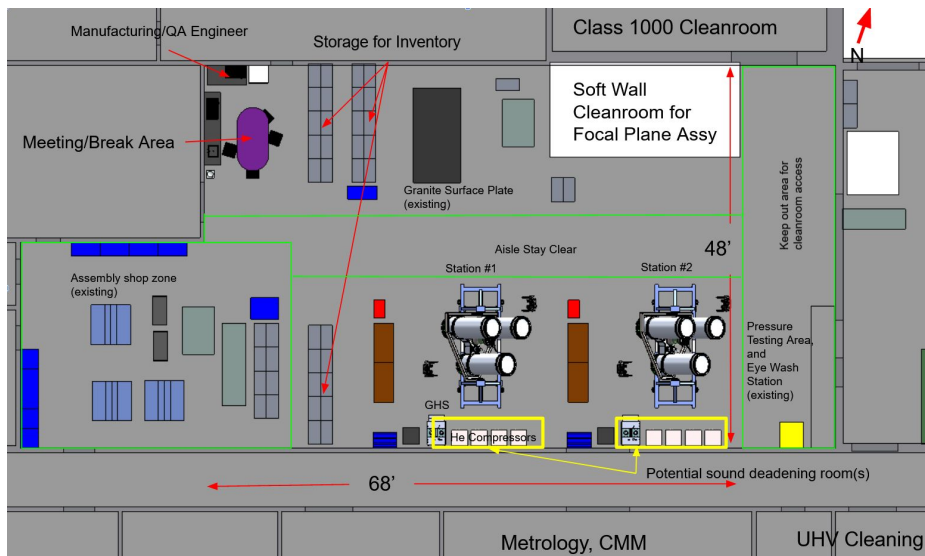 Manufacturing/QA Engineer
Storage for Inventory
Class 1000 Cleanroom
N
Soft Wall
Cleanroom for
Focal Plane Assy
Meeting/Break Area
Granite Surface Plate
(existing)
Keep out area for
cleanroom access
Aisle Stay Clear
48’
Assembly shop zone
(existing)
Station #1
Station #2
Pressure
Testing Area,
and
Eye Wash
Station
(existing)
GHS
He Compressors
Potential sound deadening room(s)
68’
Metrology, CMM
UHV Cleaning